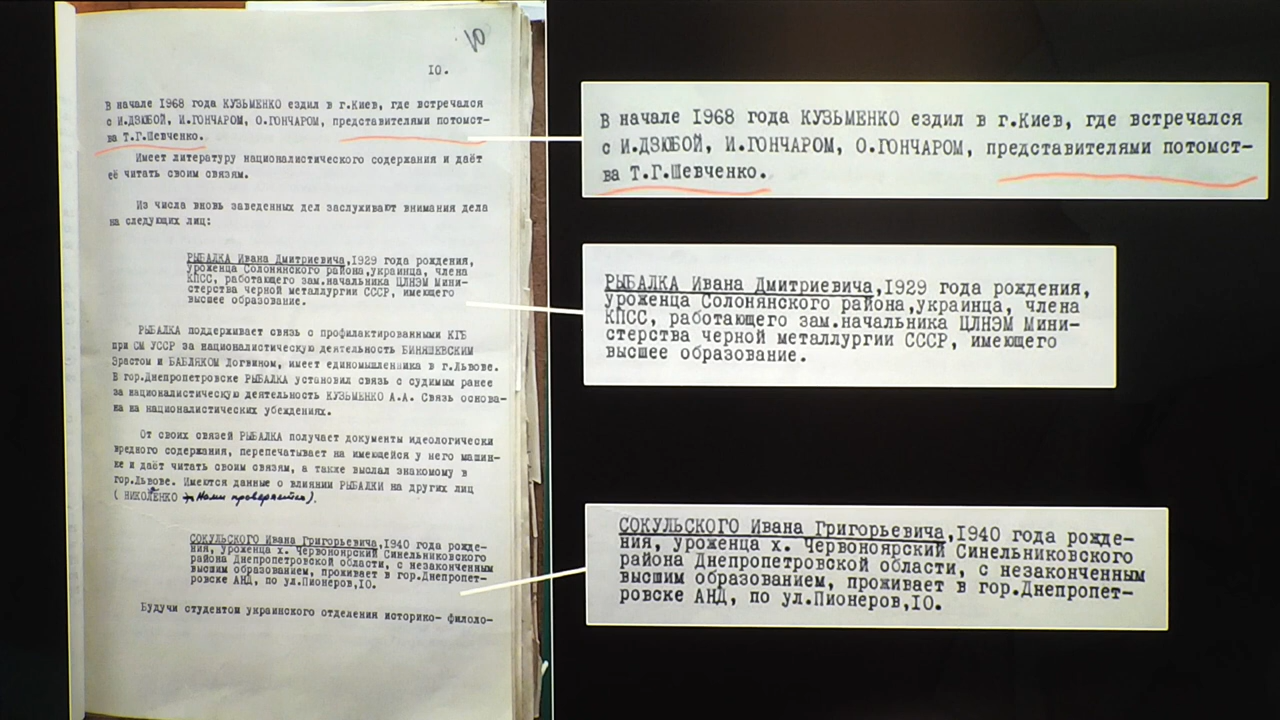 10.
В начале 1968 года КУЗЬМЕНКО ездил в г.Киев, где встречался
с И.ДЗЮБОЙ, И.ГОНЧАРОМ, О.ГОНЧАРОМ, представителями потомст-
ва Т.Г.Шевченко.
Имеет литературу националистического содержания и даёт
её читать своим связям.
Из числа вновь заведенных дел заслуживают внимания дела
на следующих лиц:
РЫБАЛКА Ивана Дмитриевича,1929 года рождения,
уроженца Солонянского района,украинца, члена
КПСС, работающего зам.начальника ЦЛНЭМ Мини-
стерства черной металлургии СССР, имеющего
высшее образование.
РЫБАЛКА поддерживает связь с профилактированными КГБ
при СМ УССР за националистическую деятельность БИНЯШЕВСКИМ
Эрастом и БАБЛЯКОМ Логвином, имеет единомышленника в г.Львове.
В гор.Днепропетровске РЫБАЛКА установил связь с судимым ранее
за националистическую деятельность КУЗЬМЕНКО А.А. Связь основа-
на на националистических убеждениях.
От своих связей РЫБАЛКА получает документы идеологически
вредного содержания, перепечатывает на имеющейся у него машин-
ке и даёт читать своим связям, а также выслал знакомому в
гор.Львове. Имеются данные о влиянии РЫБАЛКИ на других лиц
( НИКОЛЕНКО Нами проверяется).
СОКУЛЬСКОГО Ивана Григорьевича,1940 года рожде-
ния, уроженца х. Червоноярский Синельниковского
района Днепропетровской области, с незаконченным
высшим образованием, проживает в гор.Днепропет-
ровске АНД, по ул.Пионеров,10.
Будучи студентом украинского отделения историко- филоло-
В начале 1968 года КУЗЬМЕНКО ездил в г.Киев, где встречался
с И.ДЗЮБОЙ, И.ГОНЧАРОМ, О.ГОНЧАРОМ, представителями потомст-
ва Т.Г.Шевченко.
РЫБАЛКА Ивана Дмитриевича,1929 года рождения,
уроженца Солонянского района,украинца, члена
КПСС, работающего зам.начальника ЦЛНЭМ Мини-
стерства черной металлургии СССР, имеющего
высшее образование.
СОКУЛЬСКОГО Ивана Григорьевича,1940 года рожде-
ния, уроженца х. Червоноярский Синельниковского
района Днепропетровской области, с незаконченным
высшим образованием, проживает в гор.Днепропет-
ровске АНД, по ул.Пионеров,10.